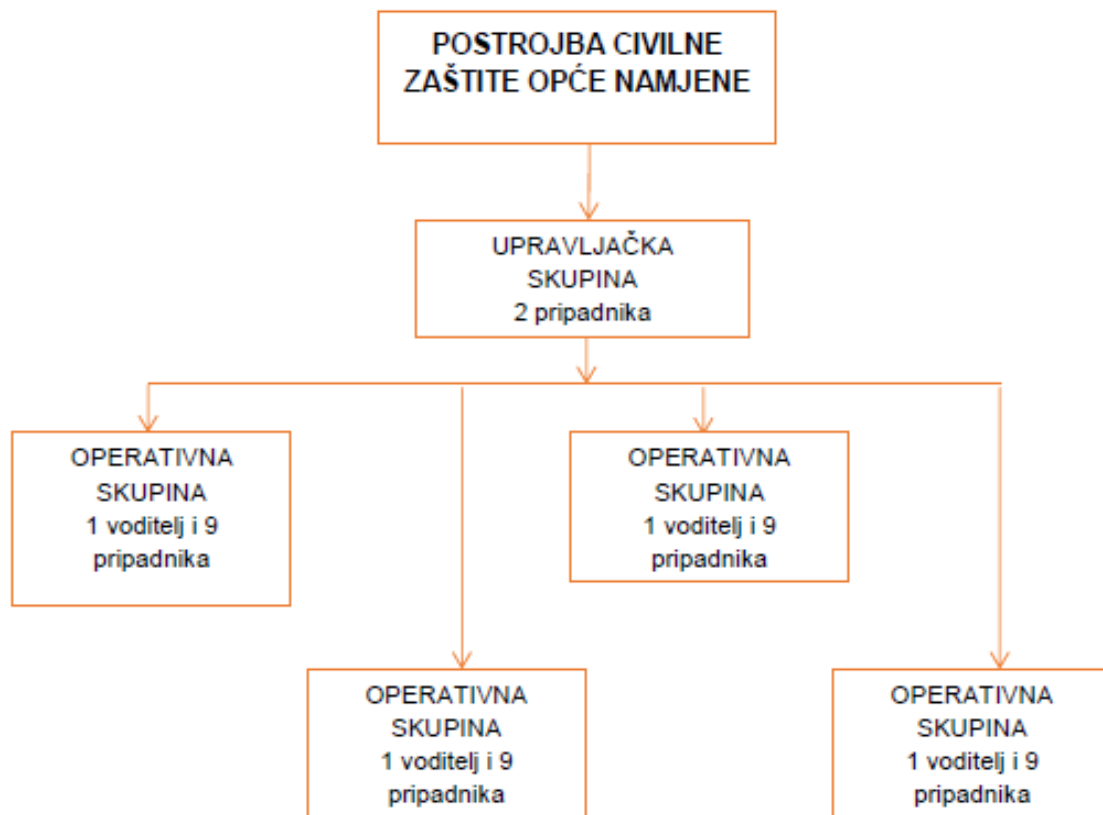 POSTROJBA CIVILNE
ZAŠTITE OPĆE NAMJENE
UPRAVLJAČKA
SKUPINA
2 pripadnika
OPERATIVNA
SKUPINA
1 voditelj i 9
pripadnika
OPERATIVNA
SKUPINA
1 voditelj i 9
pripadnika
OPERATIVNA
SKUPINA
1 voditelj i 9
pripadnika
OPERATIVNA
SKUPINA
1 voditelj i 9
pripadnika